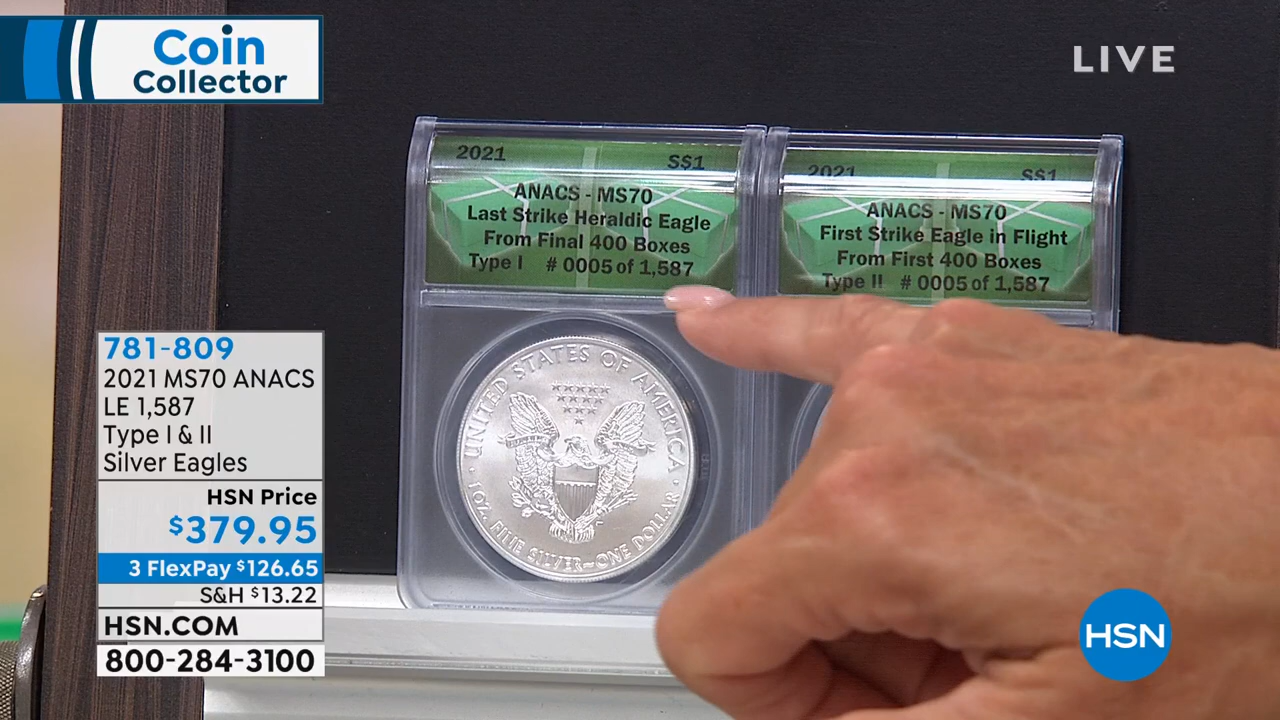 Coin
Collector
LIVE
2021 S$1
ANACS - MS70
Last Strike Heraldic Eagle
From Final 400 Boxes
Type I # 0005 of 1,587
2021 S$1
ANACS - MS70
First Strike Eagle in Flight
From First 400 Boxes
Type II # 0005 of 1,587
UNITED STATES OF AMERICA
1 OZ. FINE SILVER~ONE DOLLAR
781-809
2021 MS70 ANACS
LE 1,587
Type I & II
Silver Eagles
HSN Price
$379.95
3 FlexPay $126.65
S&H $13.22
HSN.COM
800-284-3100
HSN